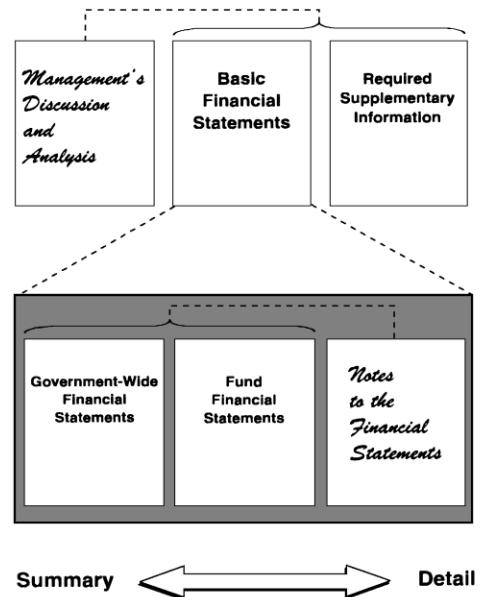 Management's
Discussion
and
Analysis
Basic
Financial
Statements
Required
Supplementary
Information
Government-Wide
Financial
Statements
Fund
Financial
Statements
Notes
to the
Financial
Statements
Summary
Detail